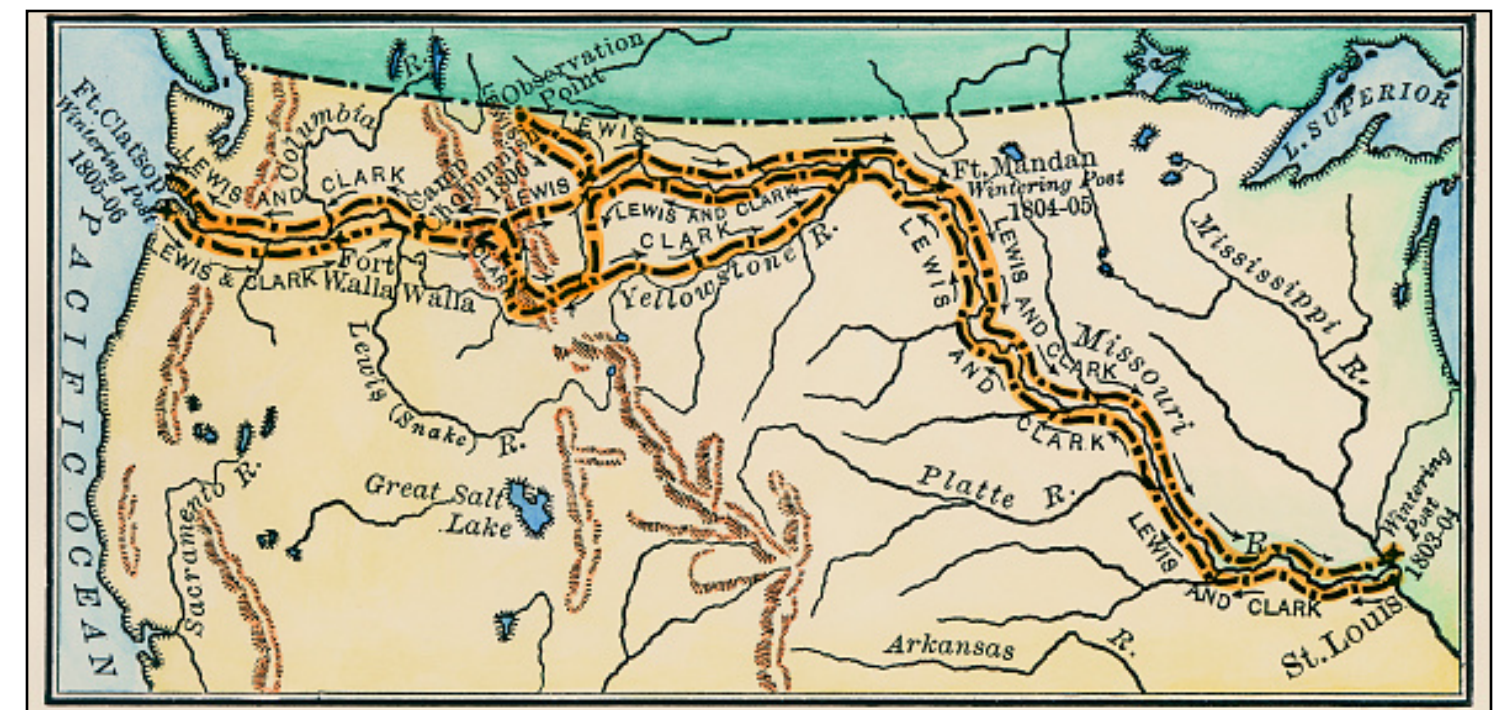 Observation
Point
Ft. Clatsop
Wintering Post
1805-06
PACIFIC OCEAN
Columbia
R.
LEWIS AND CLARK
LEWIS & CLARK
Fort
Walla Walla
Camp
Chopunnish
1806
LEWIS
LEWIS
CLARK
LEWIS AND CLARK
CLARK
Yellowstone R.
Ft. Mandan
Wintering Post
1804-05
L. SUPERIOR
Mississippi R.
LEWIS AND CLARK
LEWIS AND CLARK
Missouri
R.
Lewis (Snake) R.
Great Salt
Lake
Sacramento R.
Platte R.
LEWIS AND CLARK
Arkansas R.
Wintering
Post
1803-04
St. Louis